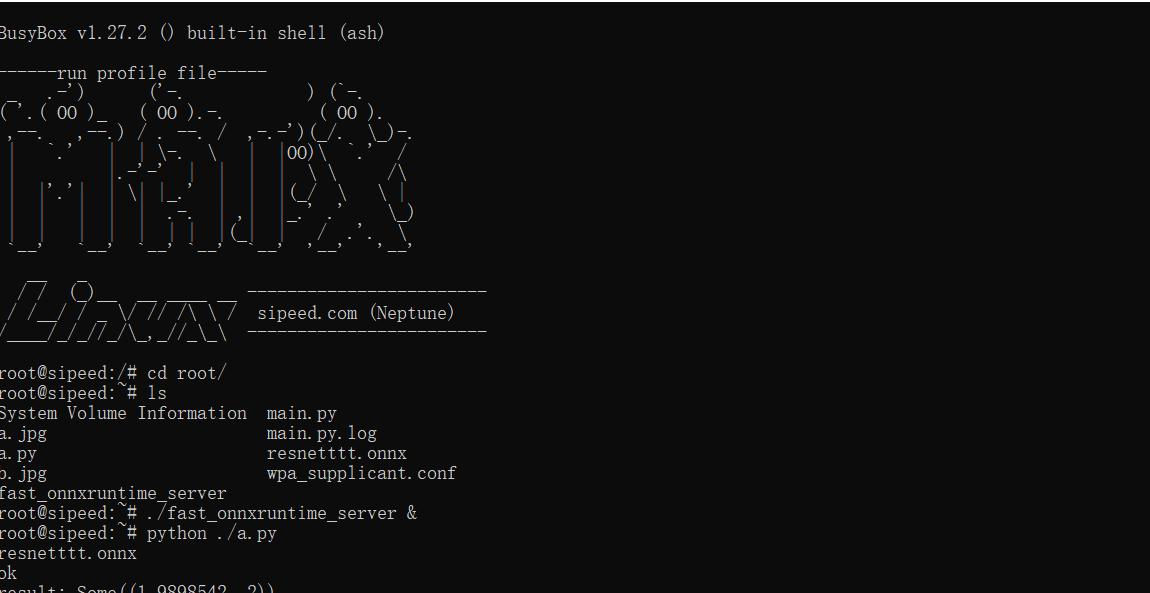 BusyBox v1.27.2 () built-in shell (ash)
------run profile file-----
MAIX
Linux
sipeed.com (Neptune)
root@sipeed:/# cd root/
root@sipeed:~# ls
System Volume Information main.py
a.jpg main.py.log
a.py resnetttt.onnx
b.jpg wpa_supplicant.conf
fast_onnxruntime_server
root@sipeed:~# ./fast_onnxruntime_server &
root@sipeed:~# python ./a.py
resnetttt.onnx
ok
result: Some((1.9898542, 2))